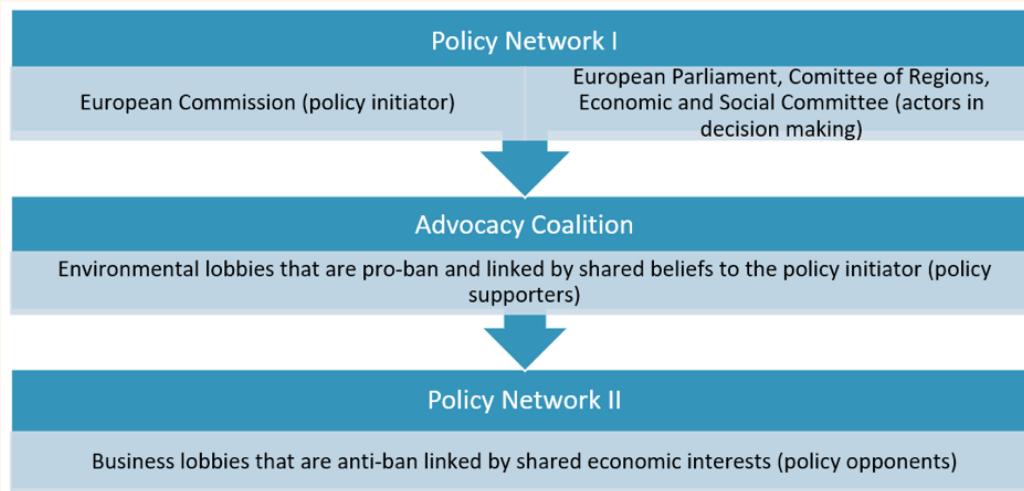 Policy Network I
European Commission (policy initiator)
European Parliament, Comittee of Regions,
Economic and Social Committee (actors in
decision making)
Advocacy Coalition
Environmental lobbies that are pro-ban and linked by shared beliefs to the policy initiator (policy
supporters)
Policy Network II
Business lobbies that are anti-ban linked by shared economic interests (policy opponents)